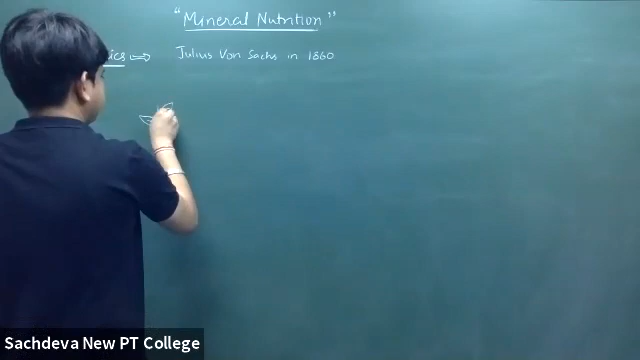 "Mineral Nutrition"
⇒ Julius Von Sachs in 1860
Sachdeva New PT College